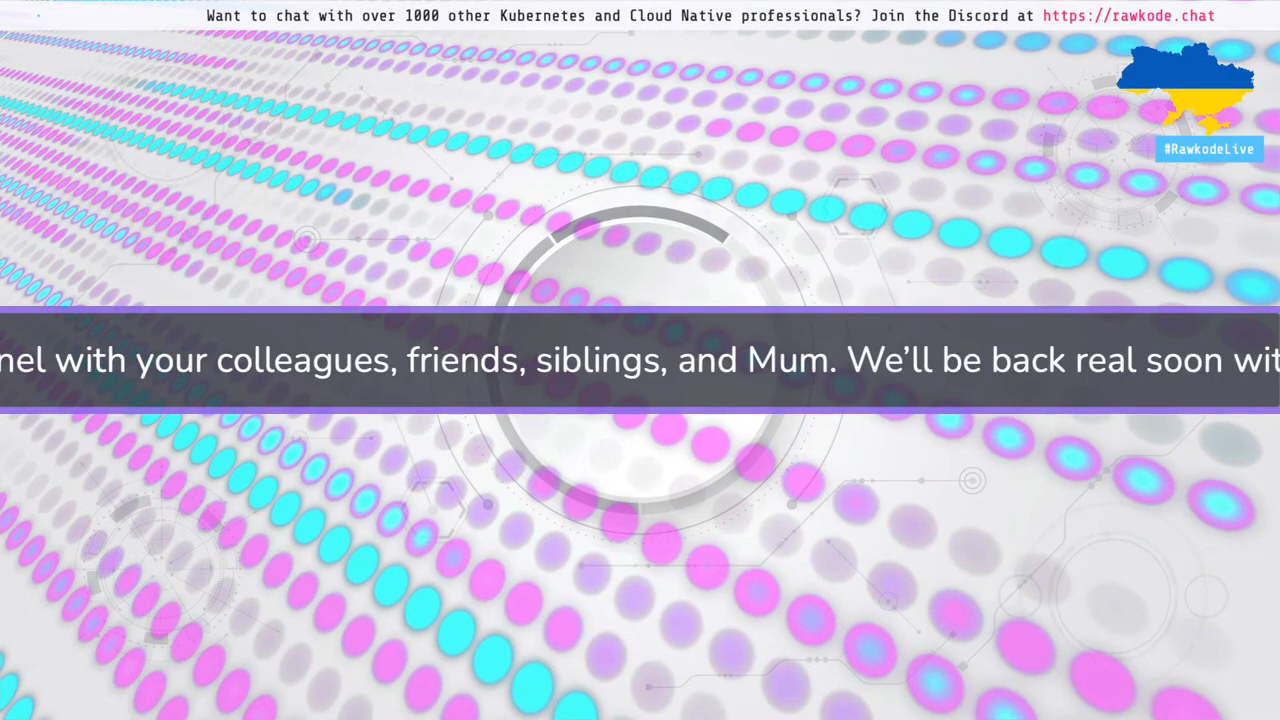 Want to chat with over 1000 other Kubernetes and Cloud Native professionals? Join the Discord at https://rawkode.chat
#RawkodeLive
nel with your colleagues, friends, siblings, and Mum. We’ll be back real soon wit